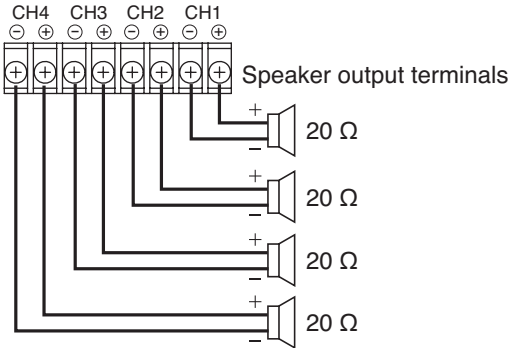 CH4 CH3 CH2 CH1
⊖ ⊕ ⊖ ⊕ ⊖ ⊕ ⊖ ⊕
Speaker output terminals
+
−
20 Ω
+
−
20 Ω
+
−
20 Ω
+
−
20 Ω